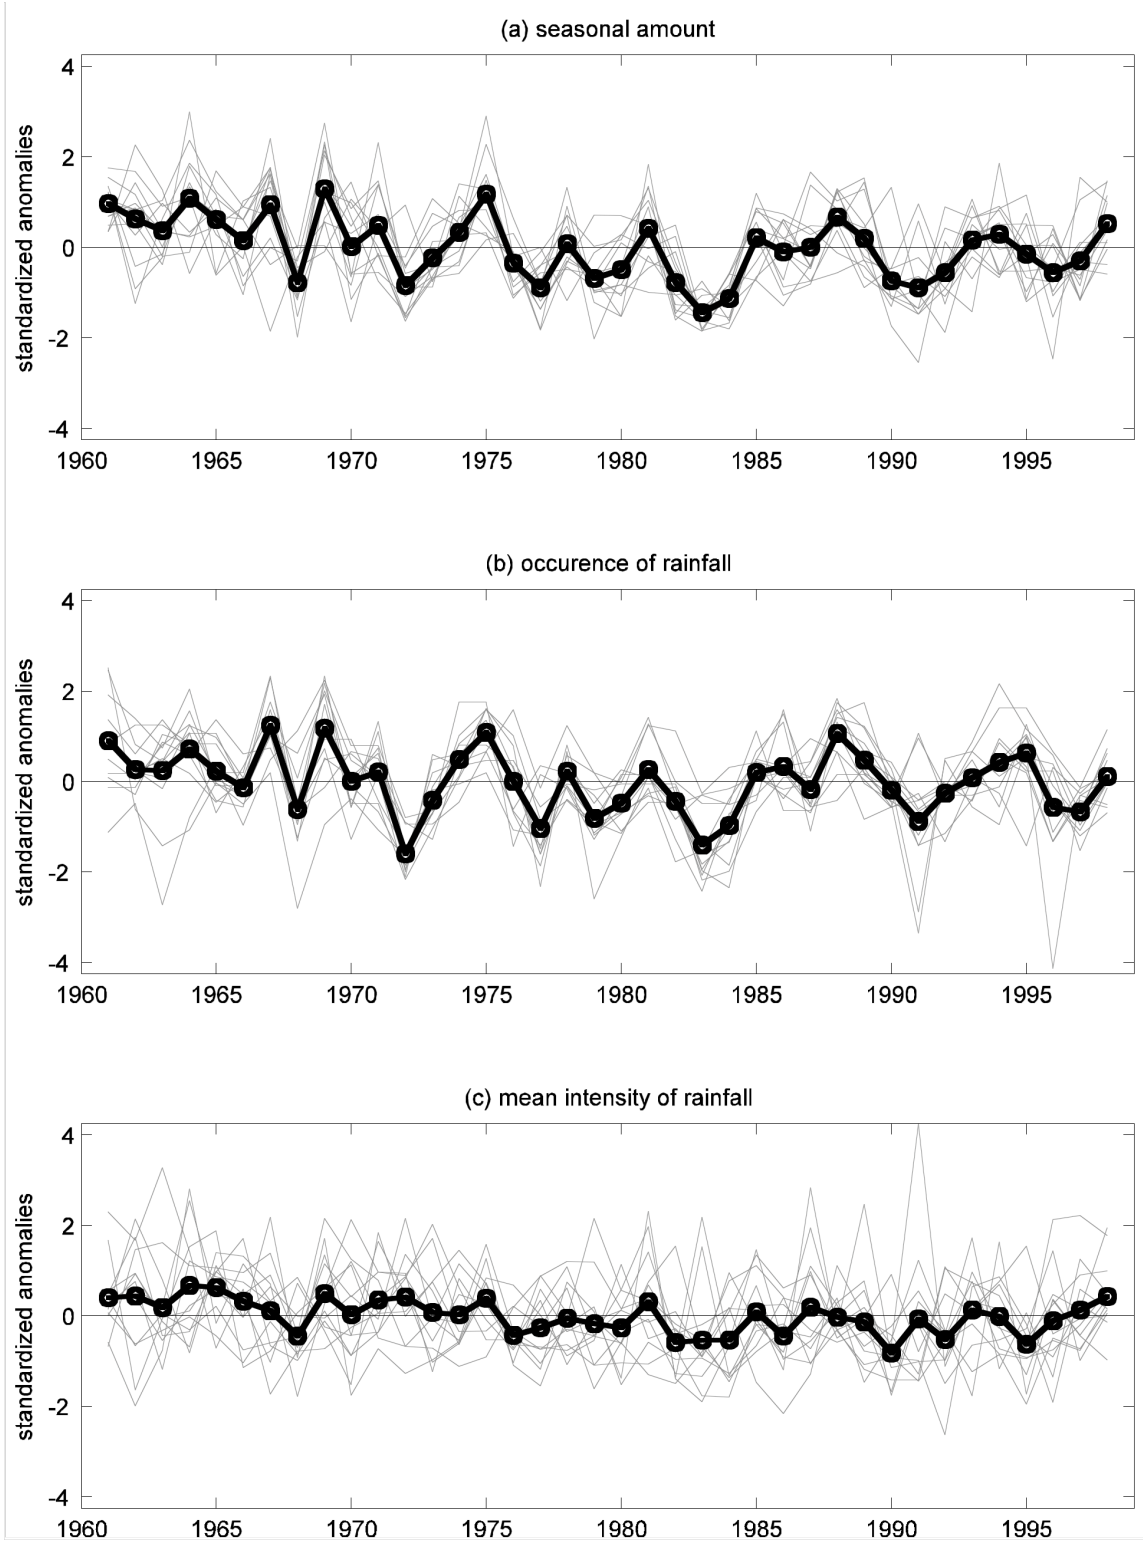 (a) seasonal amount
4
2
0
-2
-4
standardized anomalies
1960 1965 1970 1975 1980 1985 1990 1995
(b) occurence of rainfall
4
2
0
-2
-4
standardized anomalies
1960 1965 1970 1975 1980 1985 1990 1995
(c) mean intensity of rainfall
4
2
0
-2
-4
standardized anomalies
1960 1965 1970 1975 1980 1985 1990 1995